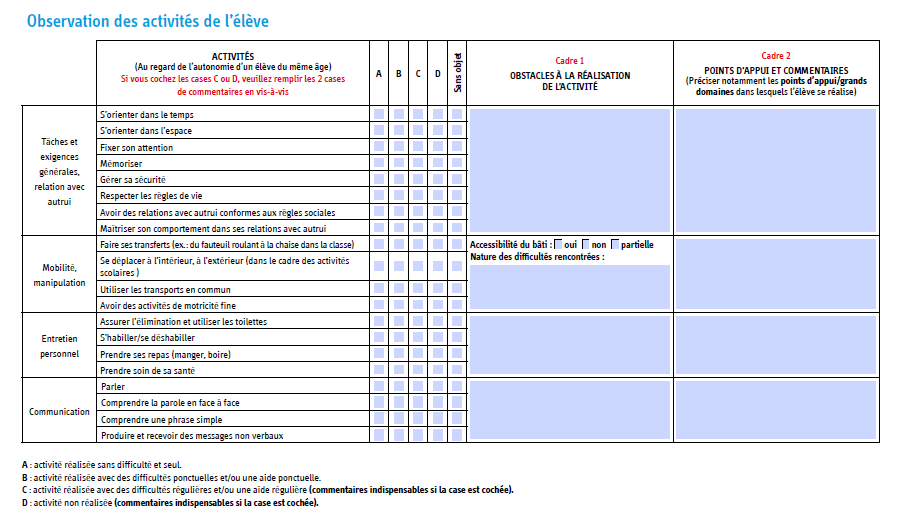 Observation des activités de l'élève
ACTIVITÉS
(Au regard de l'autonomie d'un élève du même âge)
Si vous cochez les cases C ou D, veuillez remplir les 2 cases
de commentaires en vis-à-vis
A
B
C
D
Sans objet
Cadre 1
OBSTACLES À LA RÉALISATION
DE L'ACTIVITÉ
Cadre 2
POINTS D'APPUI ET COMMENTAIRES
(Préciser notamment les points d'appui/grands
domaines dans lesquels l'élève se réalise)
Tâches et
exigences
générales,
relation avec
autrui
S'orienter dans le temps
S'orienter dans l'espace
Fixer son attention
Mémoriser
Gérer sa sécurité
Respecter les règles de vie
Avoir des relations avec autrui conformes aux règles sociales
Maîtriser son comportement dans ses relations avec autrui
Mobilité,
manipulation
Faire ses transferts (ex.: du fauteuil roulant à la chaise dans la classe)
Se déplacer à l'intérieur, à l'extérieur (dans le cadre des activités
scolaires )
Utiliser les transports en commun
Avoir des activités de motricité fine
Accessibilité du bâti : oui non partielle
Nature des difficultés rencontrées :
Entretien
personnel
Assurer l'élimination et utiliser les toilettes
S'habiller/se déshabiller
Prendre ses repas (manger, boire)
Prendre soin de sa santé
Communication
Parler
Comprendre la parole en face à face
Comprendre une phrase simple
Produire et recevoir des messages non verbaux
A : activité réalisée sans difficulté et seul.
B : activité réalisée avec des difficultés ponctuelles et/ou une aide ponctuelle.
C : activité réalisée avec des difficultés régulières et/ou une aide régulière (commentaires indispensables si la case est cochée).
D : activité non réalisée (commentaires indispensables si la case est cochée).